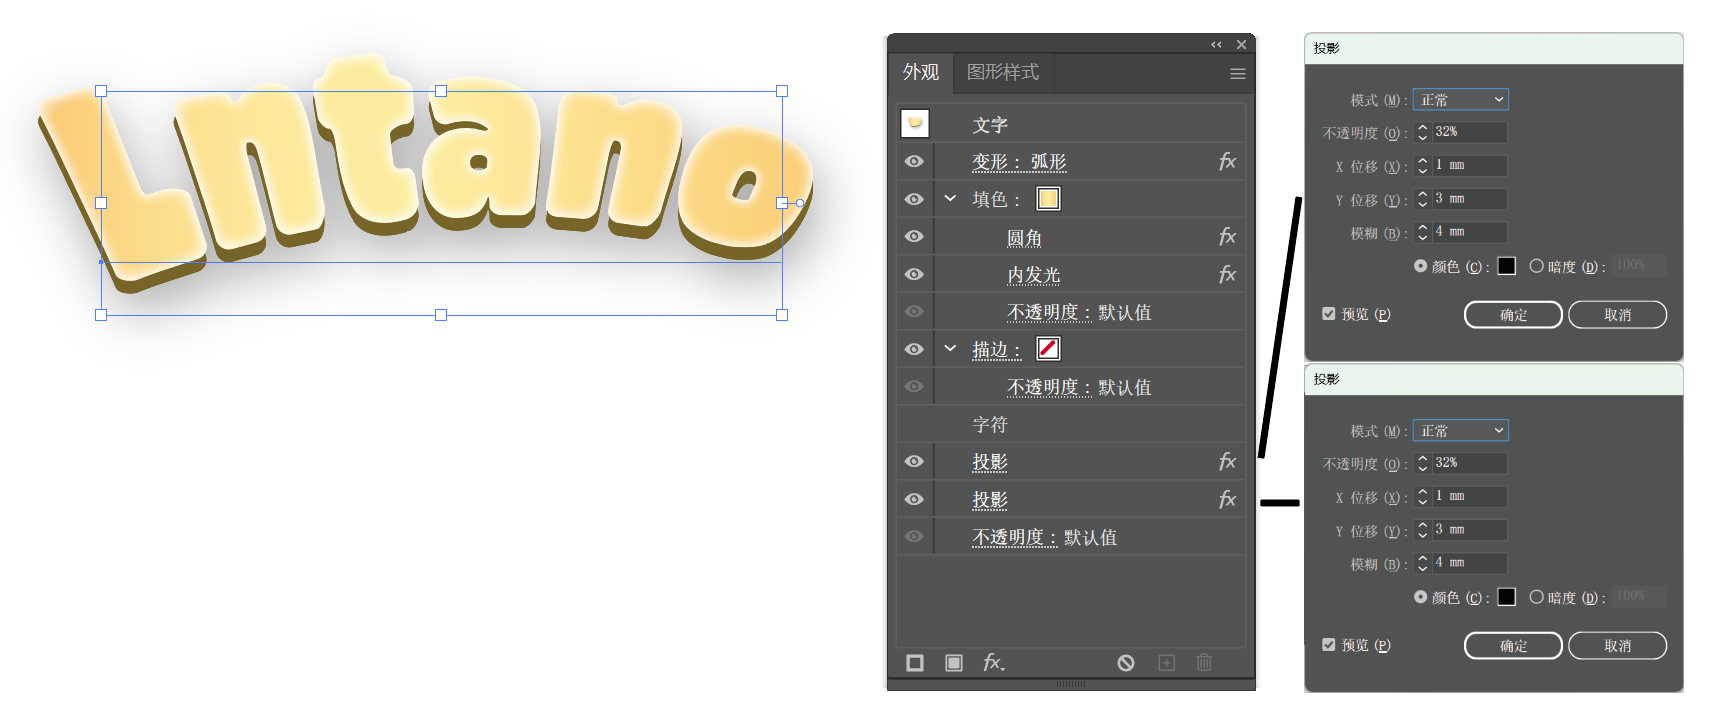 Lntano
外观 图形样式
文字
变形： 弧形 fx
填色：
圆角 fx
内发光 fx
不透明度：默认值
描边：
不透明度：默认值
字符
投影 fx
投影 fx
不透明度：默认值
fx
投影
模式 (M): 正常
不透明度 (O): 32%
X 位移 (X): 1 mm
Y 位移 (Y): 3 mm
模糊 (B): 4 mm
颜色 (C): 暗度 (D): 100%
预览 (P) 确定 取消
投影
模式 (M): 正常
不透明度 (O): 32%
X 位移 (X): 1 mm
Y 位移 (Y): 3 mm
模糊 (B): 4 mm
颜色 (C): 暗度 (D): 100%
预览 (P) 确定 取消